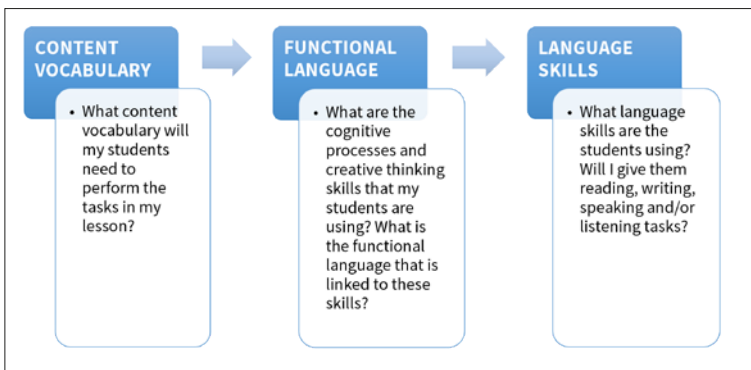 CONTENT
VOCABULARY
• What content
vocabulary will
my students
need to
perform the
tasks in my
lesson?
FUNCTIONAL
LANGUAGE
• What are the
cognitive
processes and
creative thinking
skills that my
students are
using? What is
the functional
language that is
linked to these
skills?
LANGUAGE
SKILLS
• What language
skills are the
students using?
Will I give them
reading, writing,
speaking and/or
listening tasks?